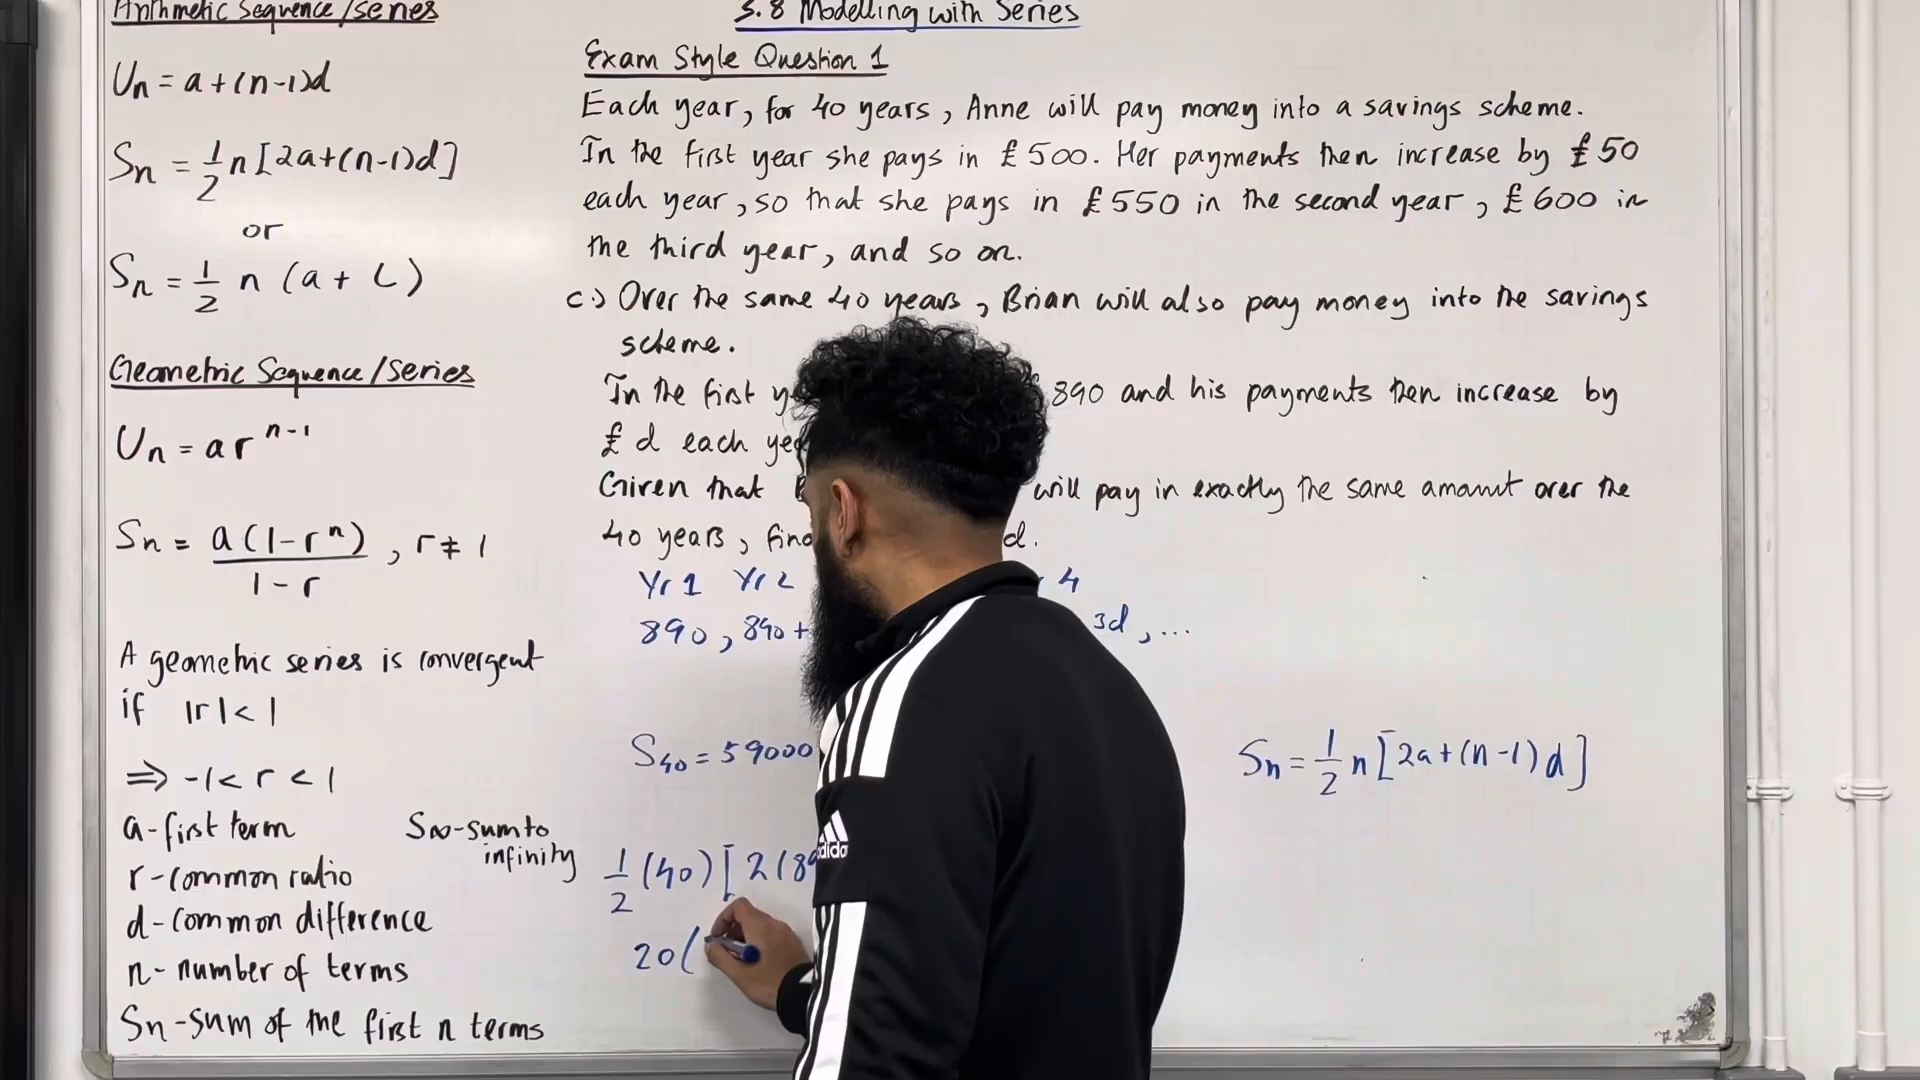 Arithmetic Sequence/series
Un = a+(n-1)d
Sn = 1/2 n[2a+(n-1)d]
or
Sn = 1/2 n (a + L)
Geometric Sequence/series
Un = ar^n-1
Sn = a(1-r^n)/1-r , r≠1
A geometric series is convergent
if |r| < 1
⇒ -1 < r < 1
a - first term
r - common ratio
d - common difference
n - number of terms
Sn - sum of the first n terms
S∞ - sum to
infinity
3.8 Modelling with Series
Exam Style Question 1
Each year, for 40 years, Anne will pay money into a savings scheme.
In the first year she pays in £500. Her payments then increase by £50
each year, so that she pays in £550 in the second year, £600 in
the third year, and so on.
c.) Over the same 40 years, Brian will also pay money into the savings
scheme.
In the first 890 and his payments then increase by
£d each
Given that will pay in exactly the same amount over the
40 years, d.
Yr 1 Yr 2 4
890, 890+ 3d, ...
S40 = 59000
Sn = 1/2 n[2a+(n-1)d]
1/2 (40) [2(8
20(
adidas